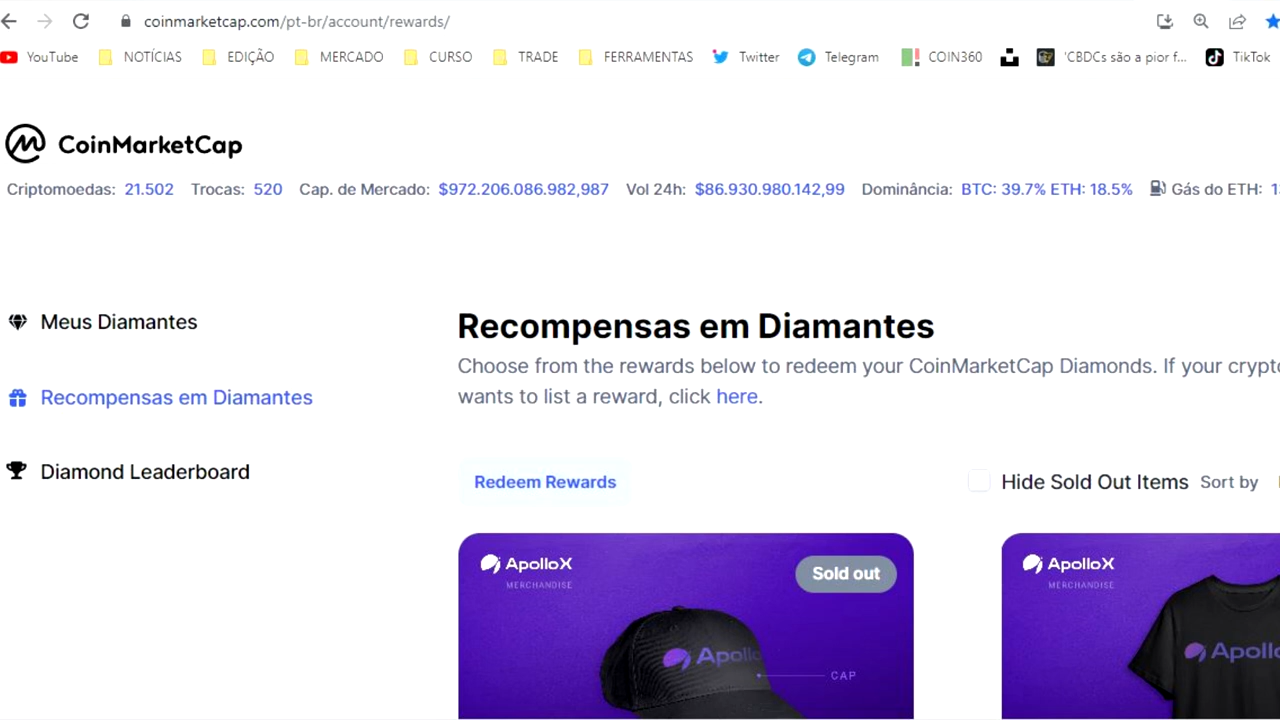 coinmarketcap.com/pt-br/account/rewards/
YouTube NOTÍCIAS EDIÇÃO MERCADO CURSO TRADE FERRAMENTAS Twitter Telegram COIN360 'CBDCs são a pior f... TikTok
CoinMarketCap
Criptomoedas: 21.502 Trocas: 520 Cap. de Mercado: $972.206.086.982,987 Vol 24h: $86.930.980.142,99 Dominância: BTC: 39.7% ETH: 18.5% Gás do ETH:
Meus Diamantes
Recompensas em Diamantes
Diamond Leaderboard
Recompensas em Diamantes
Choose from the rewards below to redeem your CoinMarketCap Diamonds. If your crypto
wants to list a reward, click here.
Redeem Rewards
Hide Sold Out Items Sort by
ApolloX
MERCHANDISE
Sold out
Apollo
CAP
ApolloX
MERCHANDISE
Apollo